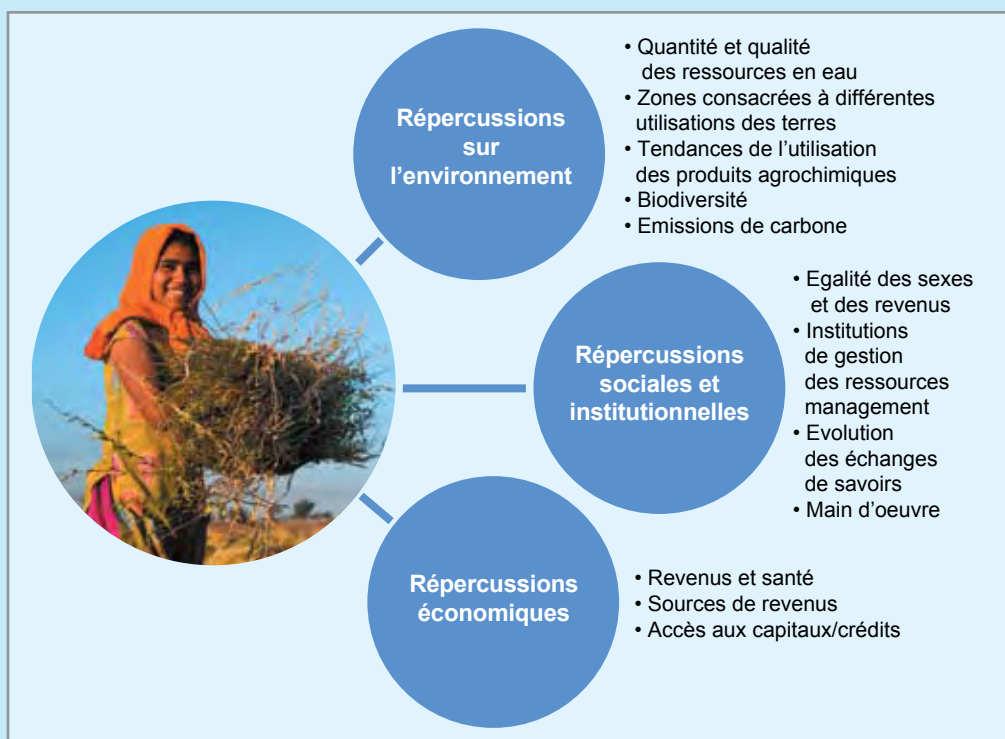 Répercussions
sur
l’environnement
• Quantité et qualité
des ressources en eau
• Zones consacrées à différentes
utilisations des terres
• Tendances de l’utilisation
des produits agrochimiques
• Biodiversité
• Emissions de carbone
Répercussions
sociales et
institutionnelles
• Egalité des sexes
et des revenus
• Institutions
de gestion
des ressources
management
• Evolution
des échanges
de savoirs
• Main d’oeuvre
Répercussions
économiques
• Revenus et santé
• Sources de revenus
• Accès aux capitaux/crédits